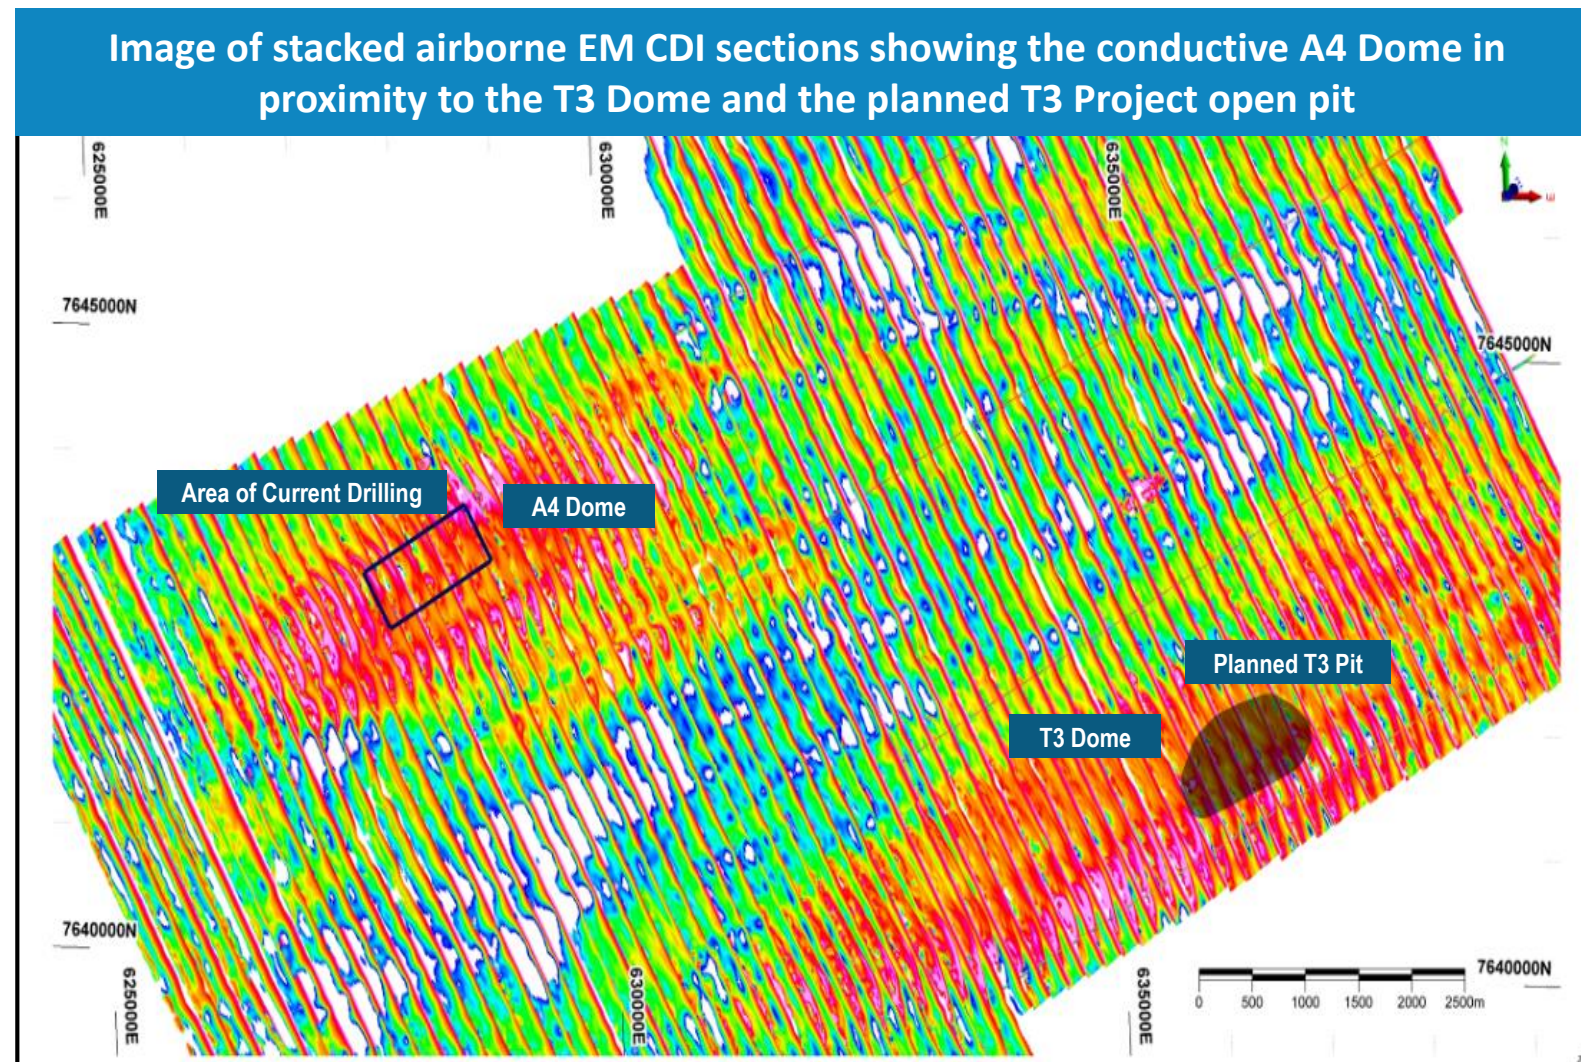 Image of stacked airborne EM CDI sections showing the conductive A4 Dome in
proximity to the T3 Dome and the planned T3 Project open pit
625000E
630000E
635000E
N
E
7645000N
7645000N
Area of Current Drilling
A4 Dome
Planned T3 Pit
T3 Dome
7640000N
7640000N
625000E
630000E
635000E
0 500 1000 1500 2000 2500m